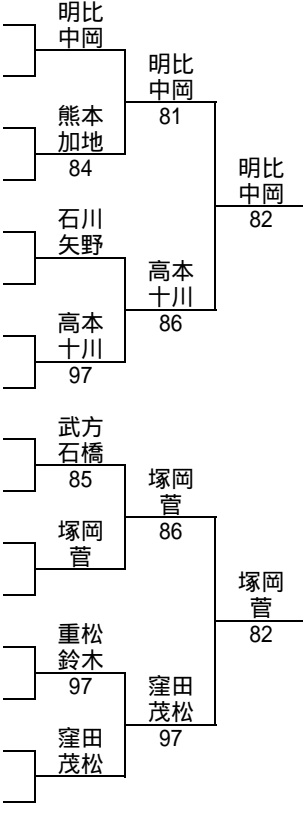 明比
中岡
熊本
加地
84
石川
矢野
高本
十川
97
武方
石橋
85
塚岡
菅
重松
鈴木
97
窪田
茂松
明比
中岡
81
高本
十川
86
塚岡
菅
86
窪田
茂松
97
明比
中岡
82
塚岡
菅
82